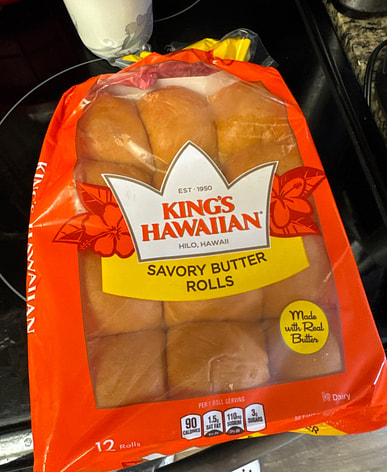 EST • 1950
KING'S
HAWAIIAN®
HILO, HAWAII
SAVORY BUTTER
ROLLS
Made
with Real
Butter
KING'S HAWAIIAN
PER 1 ROLL SERVING
90
CALORIES
1.5g
SAT FAT
110mg
SODIUM
3g
SUGARS
Dairy
12 Rolls